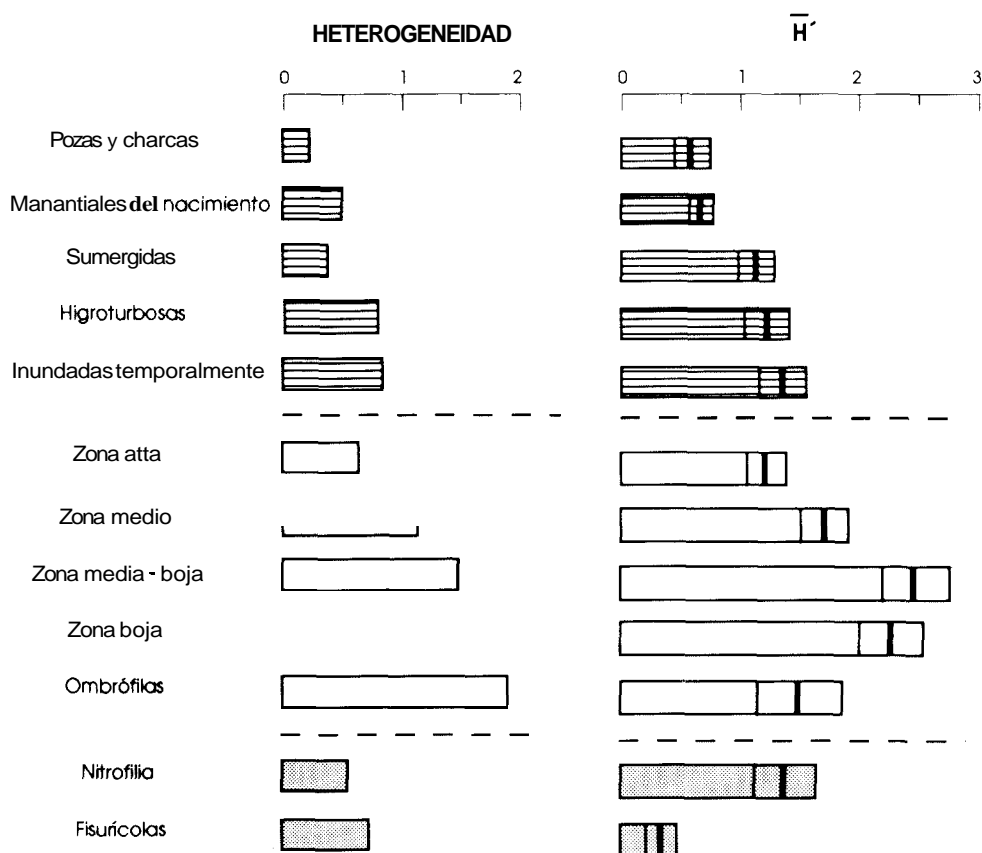 HETEROGENEIDAD
H´
0 1 2
0 1 2 3
Pozas y charcas
Manantiales del nacimiento
Sumergidas
Higroturbosas
Inundadas temporalmente
Zona atta
Zona medio
Zona media - boja
Zona boja
Ombrófilas
Nitrofilia
Fisurícolas